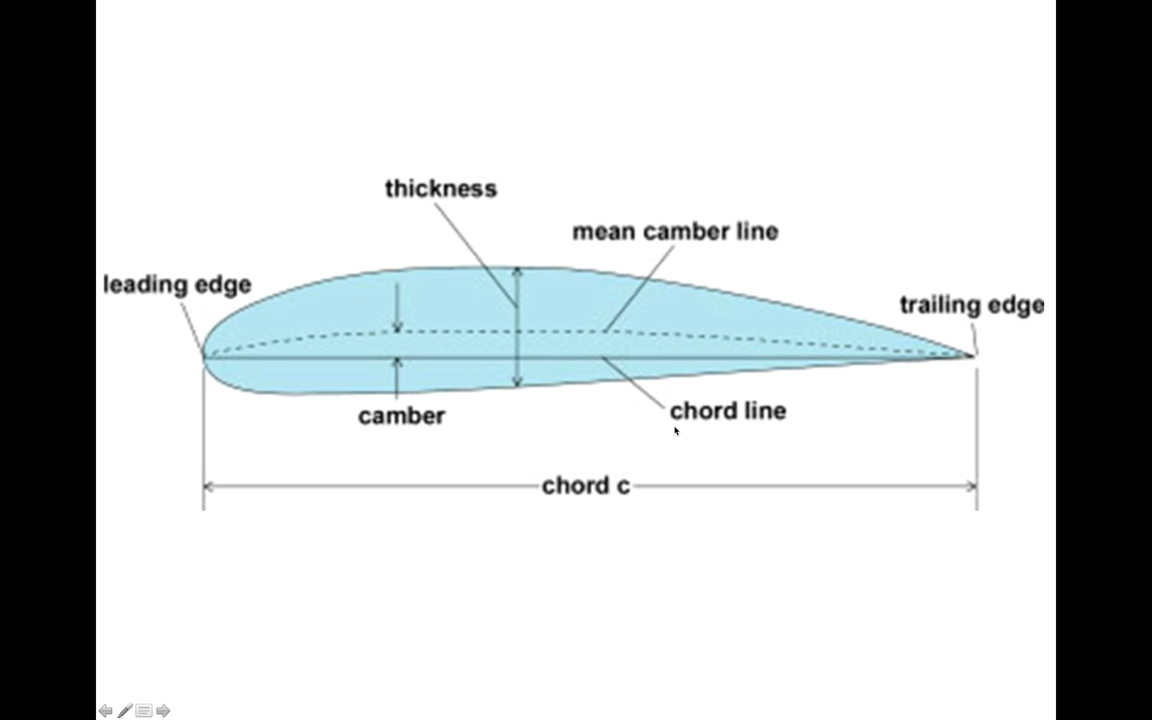 thickness
mean camber line
leading edge
trailing edge
camber
chord line
chord c